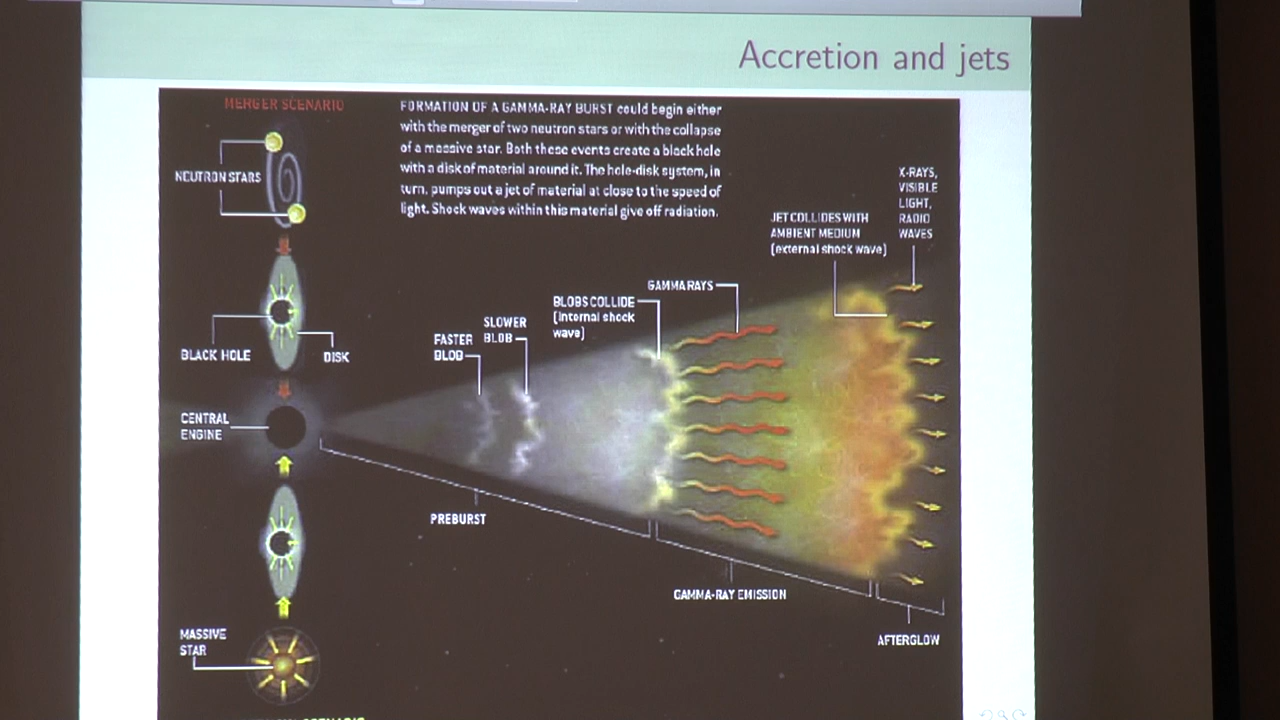 Accretion and jets
MERGER SCENARIO
FORMATION OF A GAMMA-RAY BURST could begin either
with the merger of two neutron stars or with the collapse
of a massive star. Both these events create a black hole
with a disk of material around it. The hole-disk system, in
turn, pumps out a jet of material at close to the speed of
light. Shock waves within this material give off radiation.
NEUTRON STARS
X-RAYS,
VISIBLE
LIGHT,
RADIO
WAVES
JET COLLIDES WITH
AMBIENT MEDIUM
(external shock wave)
GAMMA RAYS
BLOBS COLLIDE
(internal shock
wave)
SLOWER
BLOB
FASTER
BLOB
BLACK HOLE
DISK
CENTRAL
ENGINE
PREBURST
GAMMA-RAY EMISSION
AFTERGLOW
MASSIVE
STAR
SCENARIO